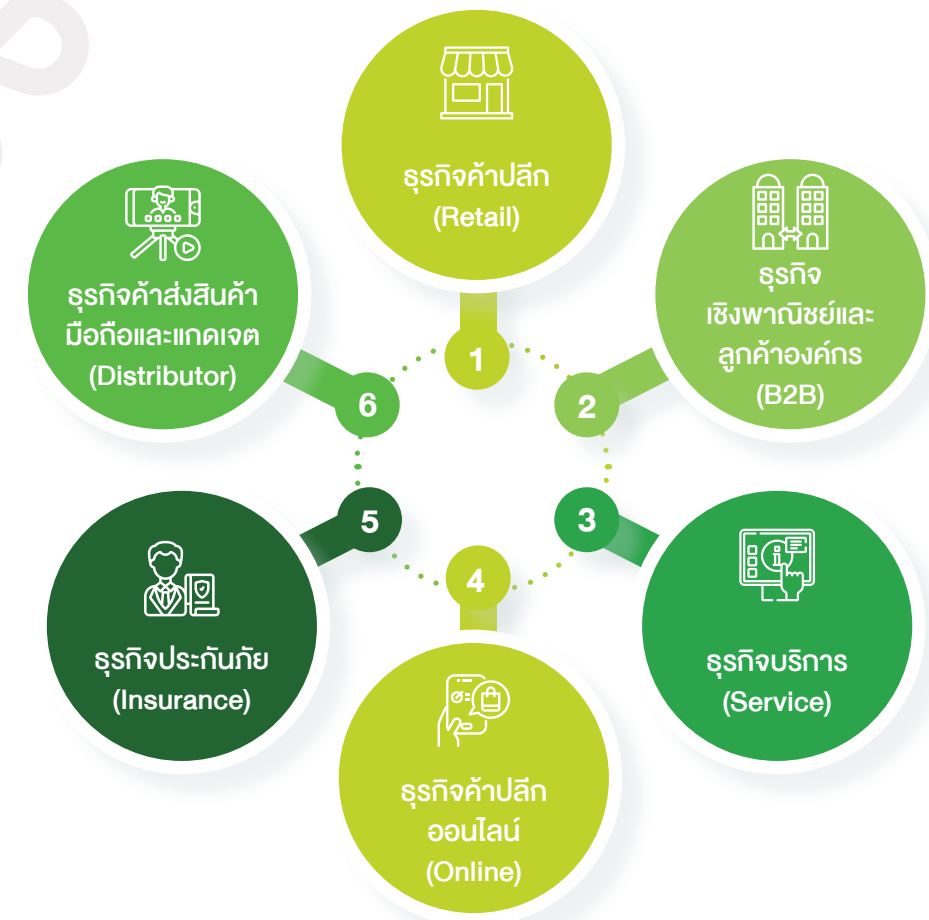 1
ธุรกิจค้าปลีก
(Retail)
2
ธุรกิจ
เชิงพาณิชย์และ
ลูกค้าองค์กร
(B2B)
3
ธุรกิจบริการ
(Service)
4
ธุรกิจค้าปลีก
ออนไลน์
(Online)
5
ธุรกิจประกันภัย
(Insurance)
6
ธุรกิจค้าส่งสินค้า
มือถือและแกดเจต
(Distributor)